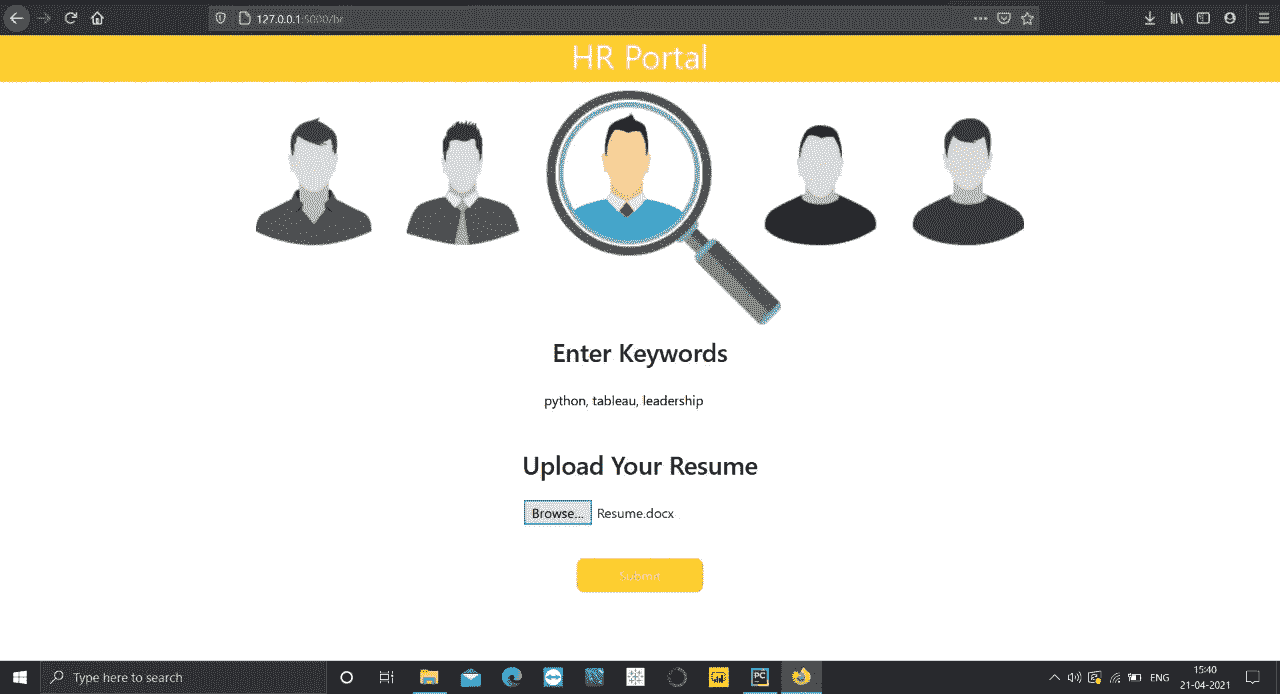 127.0.0.1:5000/hr
HR Portal
Enter Keywords
python, tableau, leadership
Upload Your Resume
Browse...
Resume.docx
Submit
Type here to search
PC
ENG
15:40
21-04-2021